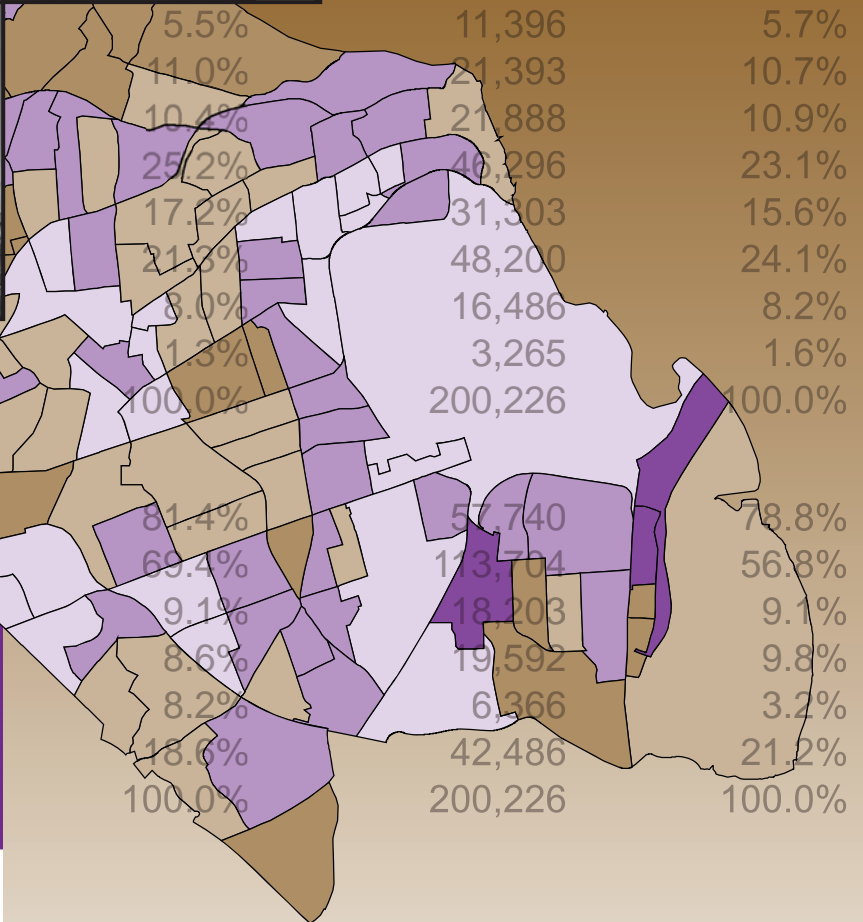 5.5% 11,396 5.7%
11.0% 21,393 10.7%
10.4% 21,888 10.9%
25.2% 46,296 23.1%
17.2% 31,303 15.6%
21.3% 48,200 24.1%
8.0% 16,486 8.2%
1.3% 3,265 1.6%
100.0% 200,226 100.0%
81.4% 57,740 78.8%
69.4% 113,794 56.8%
9.1% 18,203 9.1%
8.6% 19,592 9.8%
8.2% 6,366 3.2%
18.6% 42,486 21.2%
100.0% 200,226 100.0%